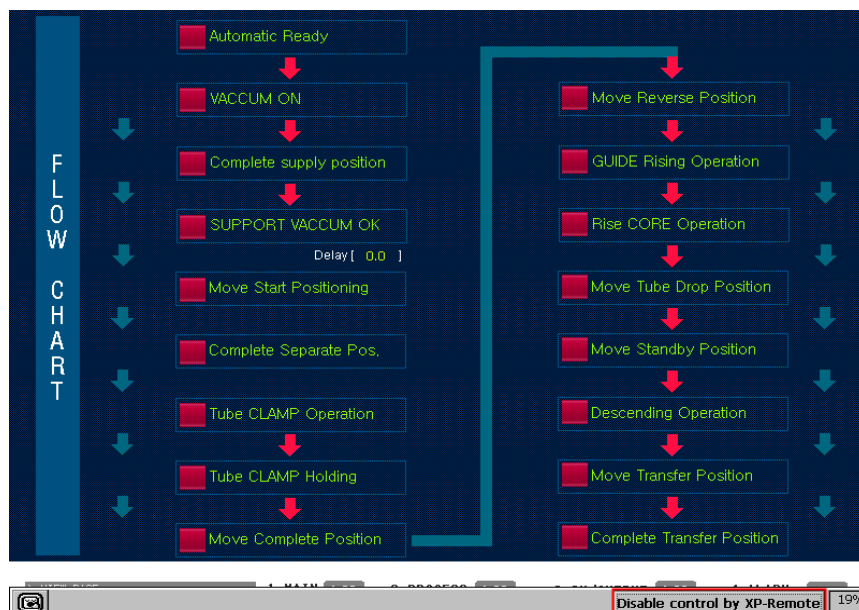 FLOW CHART
Automatic Ready
VACCUM ON
Complete supply position
SUPPORT VACCUM OK
Delay [ 0.0 ]
Move Start Positioning
Complete Separate Pos.
Tube CLAMP Operation
Tube CLAMP Holding
Move Complete Position
Move Reverse Position
GUIDE Rising Operation
Rise CORE Operation
Move Tube Drop Position
Move Standby Position
Descending Operation
Move Transfer Position
Complete Transfer Position
1 MAIN
Disable control by XP-Remote
19%